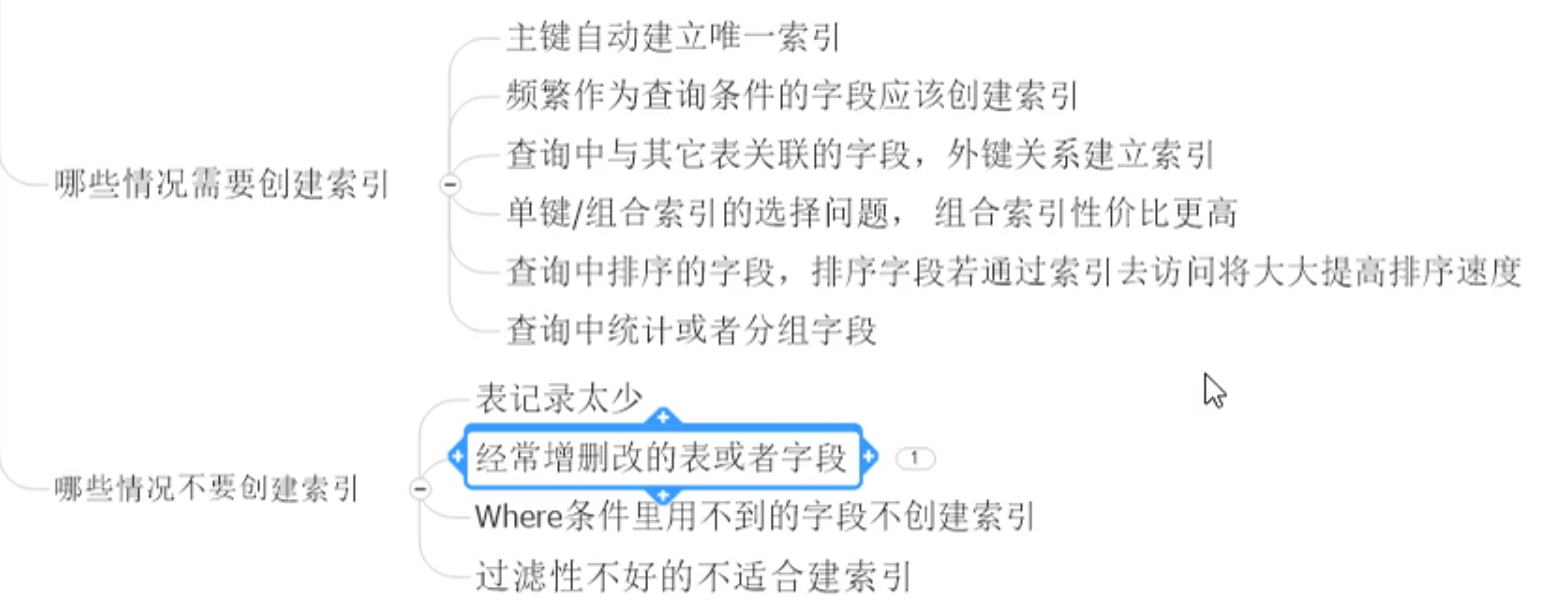 哪些情况需要创建索引
主键自动建立唯一索引
频繁作为查询条件的字段应该创建索引
查询中与其它表关联的字段，外键关系建立索引
单键/组合索引的选择问题， 组合索引性价比更高
查询中排序的字段，排序字段若通过索引去访问将大大提高排序速度
查询中统计或者分组字段
哪些情况不要创建索引
表记录太少
经常增删改的表或者字段
1
Where条件里用不到的字段不创建索引
过滤性不好的不适合建索引